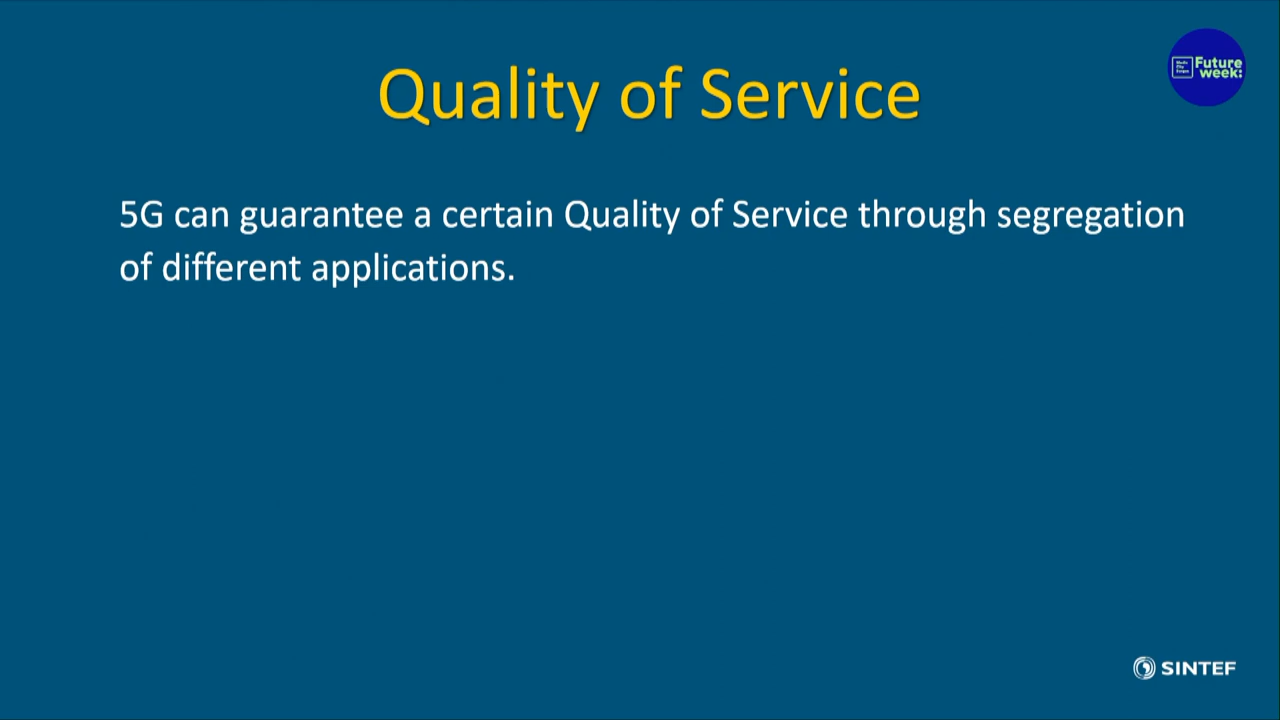 Quality of Service
Future
week:
5G can guarantee a certain Quality of Service through segregation
of different applications.
SINTEF